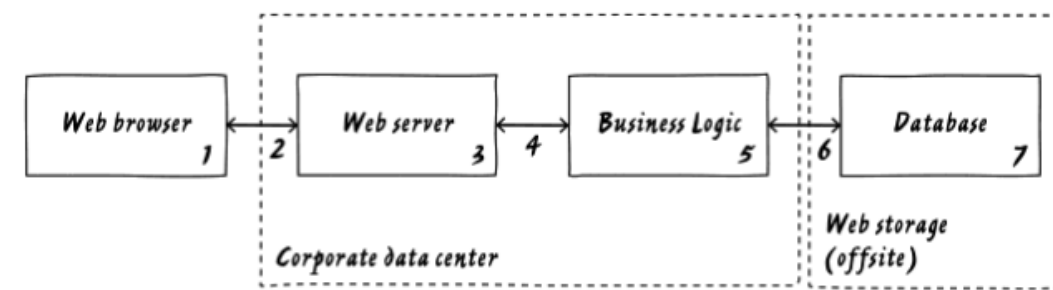 Web browser
1
2
Web server
3
4
Business Logic
5
6
Database
7
Corporate data center
Web storage
(offsite)